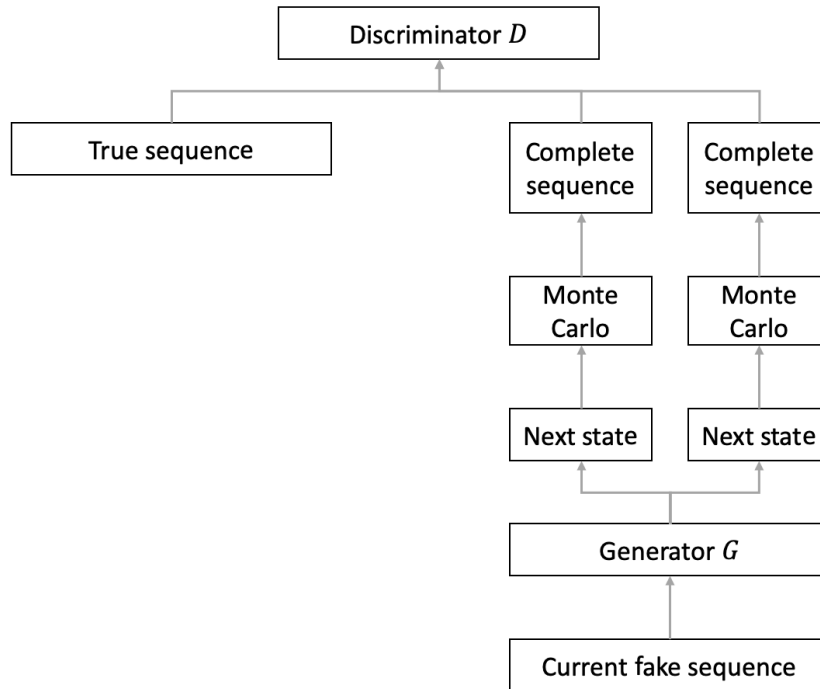 Discriminator D
True sequence
Complete
sequence
Complete
sequence
Monte
Carlo
Monte
Carlo
Next state
Next state
Generator G
Current fake sequence